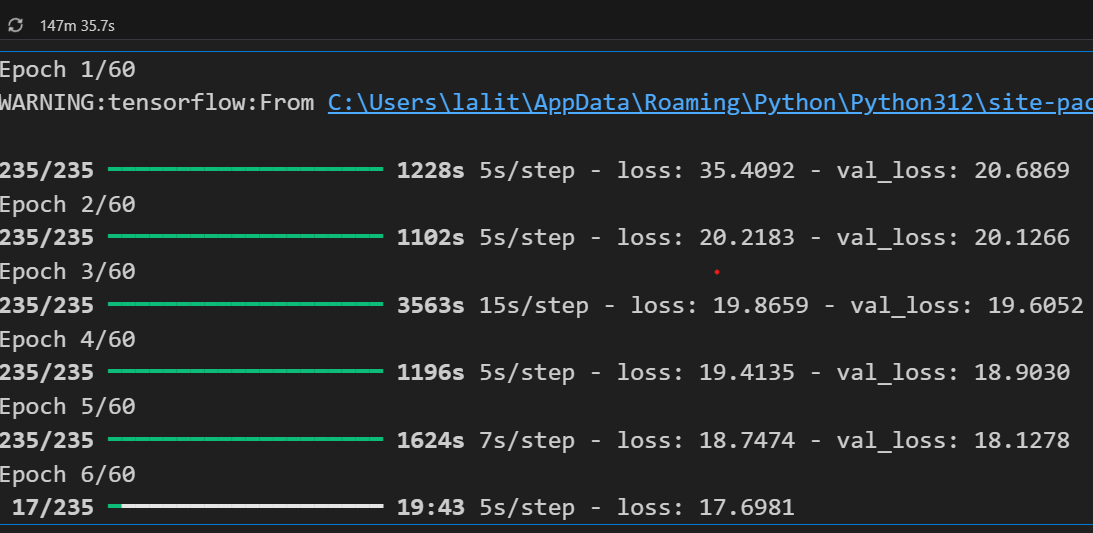 147m 35.7s
Epoch 1/60
WARNING:tensorflow:From C:\Users\lalit\AppData\Roaming\Python\Python312\site-pac
235/235 1228s 5s/step - loss: 35.4092 - val_loss: 20.6869
Epoch 2/60
235/235 1102s 5s/step - loss: 20.2183 - val_loss: 20.1266
Epoch 3/60
235/235 3563s 15s/step - loss: 19.8659 - val_loss: 19.6052
Epoch 4/60
235/235 1196s 5s/step - loss: 19.4135 - val_loss: 18.9030
Epoch 5/60
235/235 1624s 7s/step - loss: 18.7474 - val_loss: 18.1278
Epoch 6/60
17/235 19:43 5s/step - loss: 17.6981